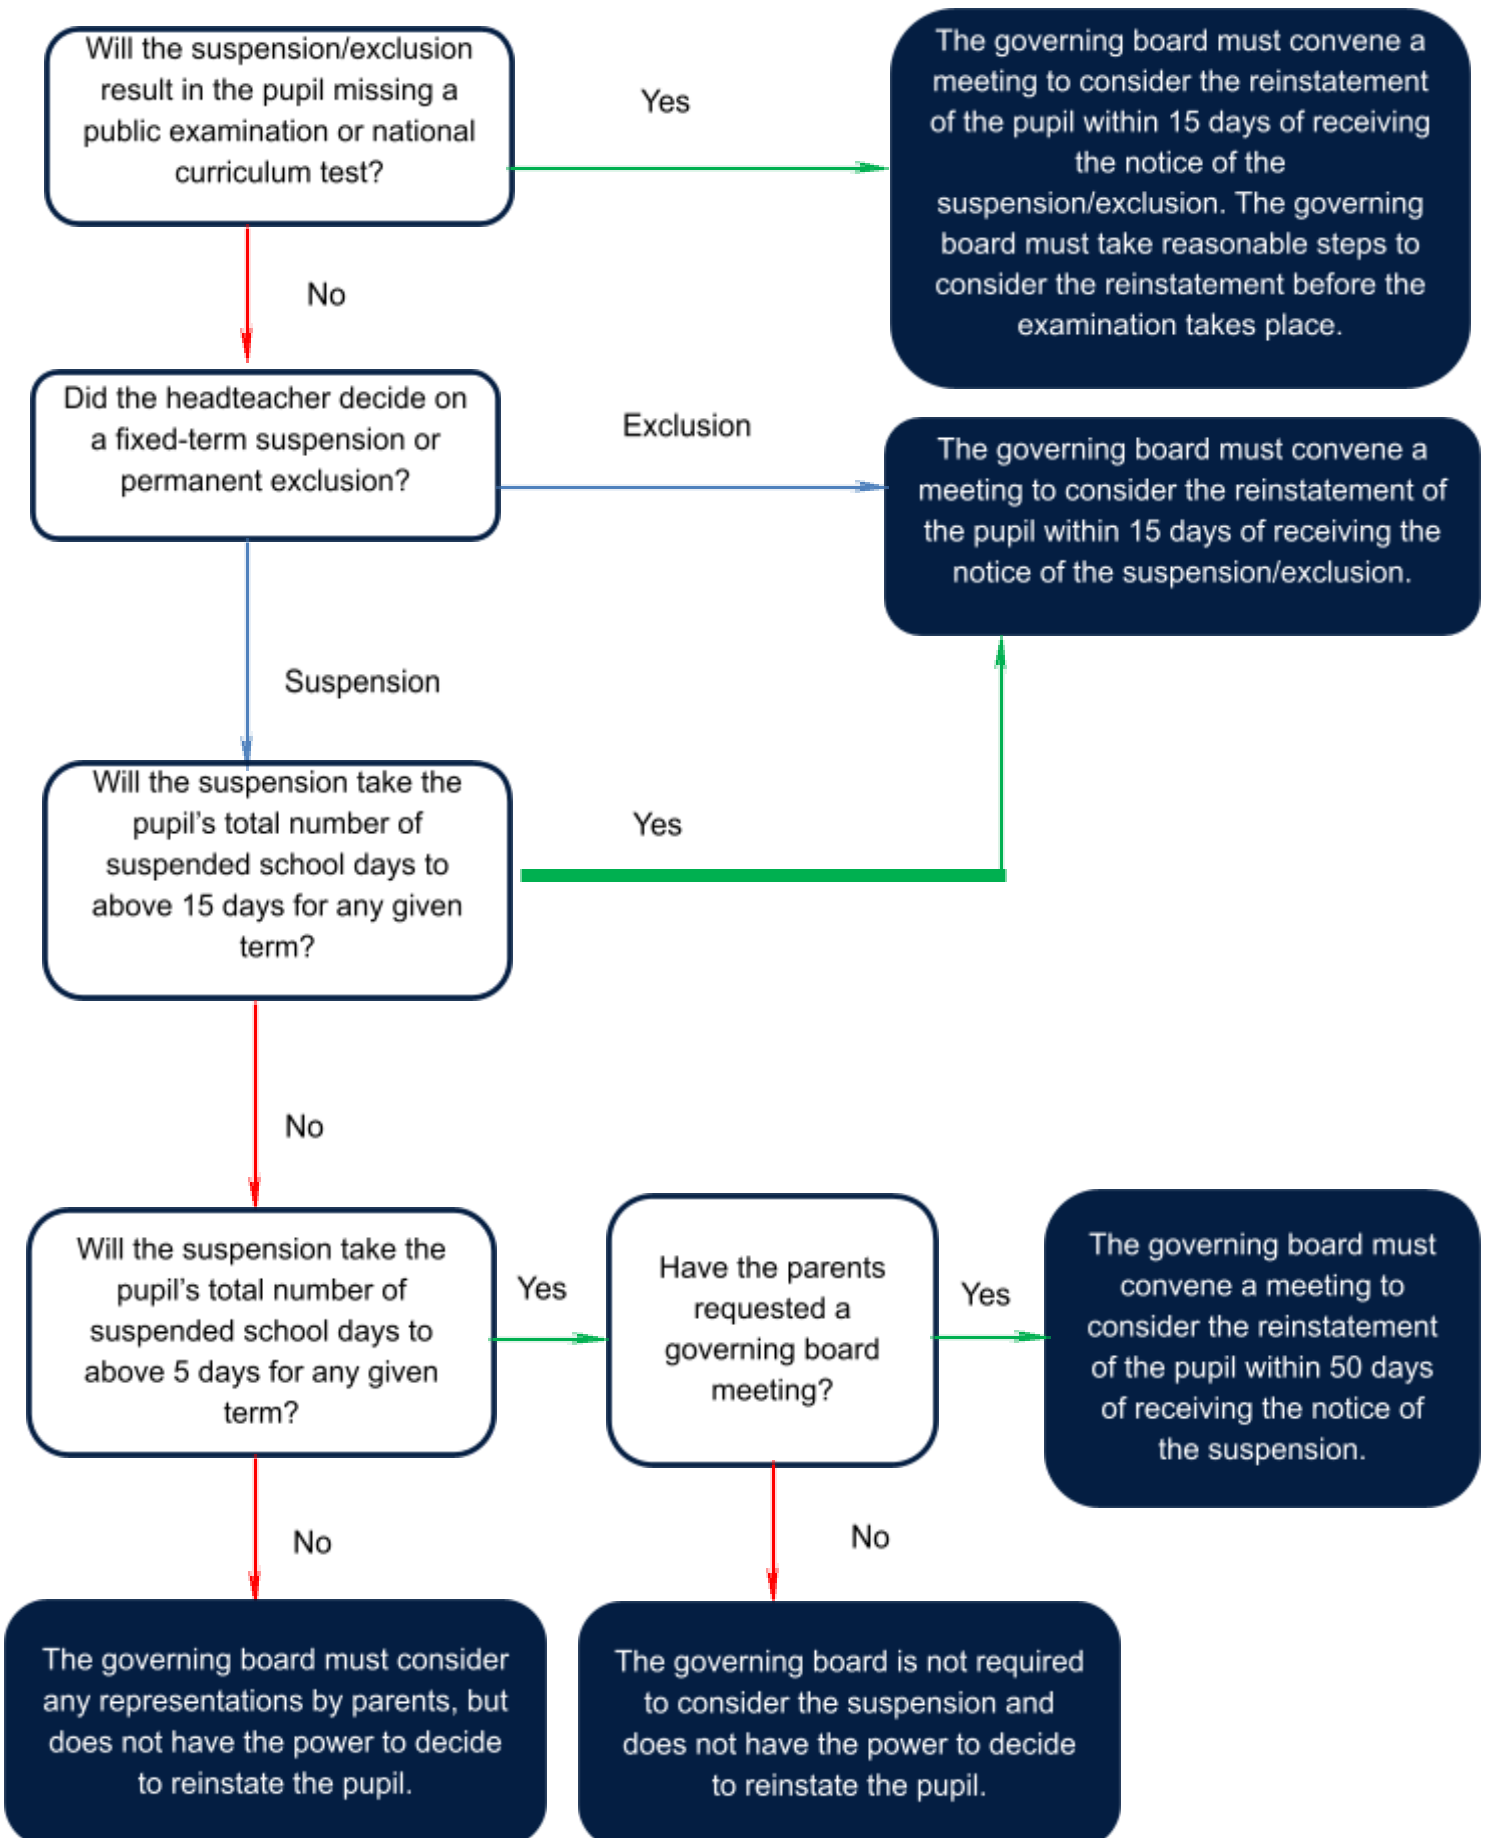 Will the suspension/exclusion
result in the pupil missing a
public examination or national
curriculum test?
Yes
The governing board must convene a
meeting to consider the reinstatement
of the pupil within 15 days of receiving
the notice of the
suspension/exclusion. The governing
board must take reasonable steps to
consider the reinstatement before the
examination takes place.
No
Did the headteacher decide on
a fixed-term suspension or
permanent exclusion?
Exclusion
The governing board must convene a
meeting to consider the reinstatement of
the pupil within 15 days of receiving the
notice of the suspension/exclusion.
Suspension
Will the suspension take the
pupil’s total number of
suspended school days to
above 15 days for any given
term?
Yes
No
Will the suspension take the
pupil’s total number of
suspended school days to
above 5 days for any given
term?
Yes
Have the parents
requested a
governing board
meeting?
Yes
The governing board must
convene a meeting to
consider the reinstatement
of the pupil within 50 days
of receiving the notice of
the suspension.
No
No
The governing board must consider
any representations by parents, but
does not have the power to decide
to reinstate the pupil.
The governing board is not required
to consider the suspension and
does not have the power to decide
to reinstate the pupil.